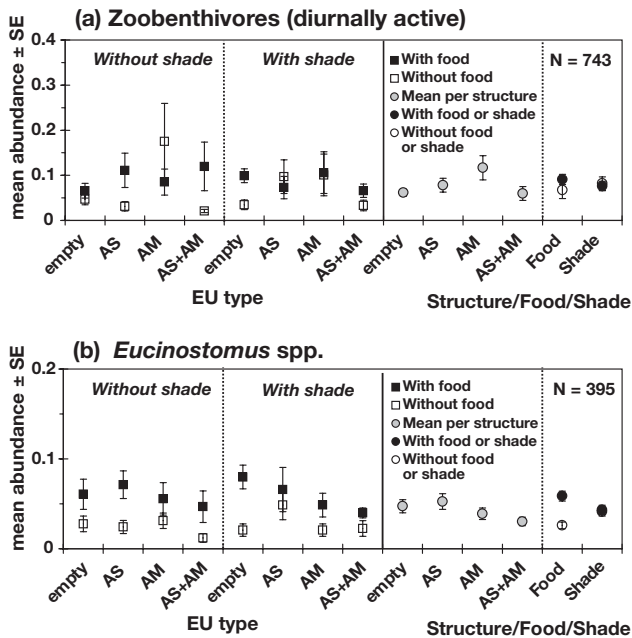 (a) Zoobenthivores (diurnally active)
mean abundance ± SE
0.4
0.3
0.2
0.1
0
Without shade
With shade
With food
Without food
Mean per structure
With food or shade
Without food
or shade
N = 743
empty
AS
AM
AS+AM
empty
AS
AM
AS+AM
empty
AS
AM
AS+AM
Food
Shade
EU type
Structure/Food/Shade
(b) Eucinostomus spp.
mean abundance ± SE
0.2
0.1
0
Without shade
With shade
With food
Without food
Mean per structure
With food or shade
Without food
or shade
N = 395
empty
AS
AM
AS+AM
empty
AS
AM
AS+AM
empty
AS
AM
AS+AM
Food
Shade
EU type
Structure/Food/Shade